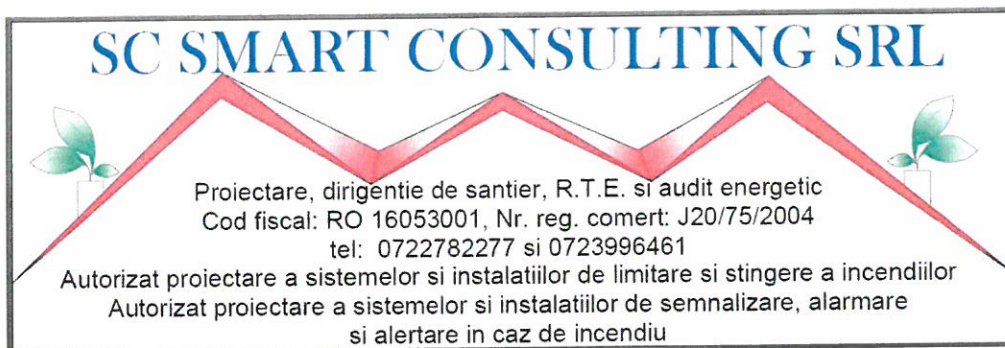 SC SMART CONSULTING SRL
Proiectare, dirigentie de santier, R.T.E. si audit energetic
Cod fiscal: RO 16053001, Nr. reg. comert: J20/75/2004
tel: 0722782277 si 0723996461
Autorizat proiectare a sistemelor si instalatiilor de limitare si stingere a incendiilor
Autorizat proiectare a sistemelor si instalatiilor de semnalizare, alarmare
si alertare in caz de incendiu